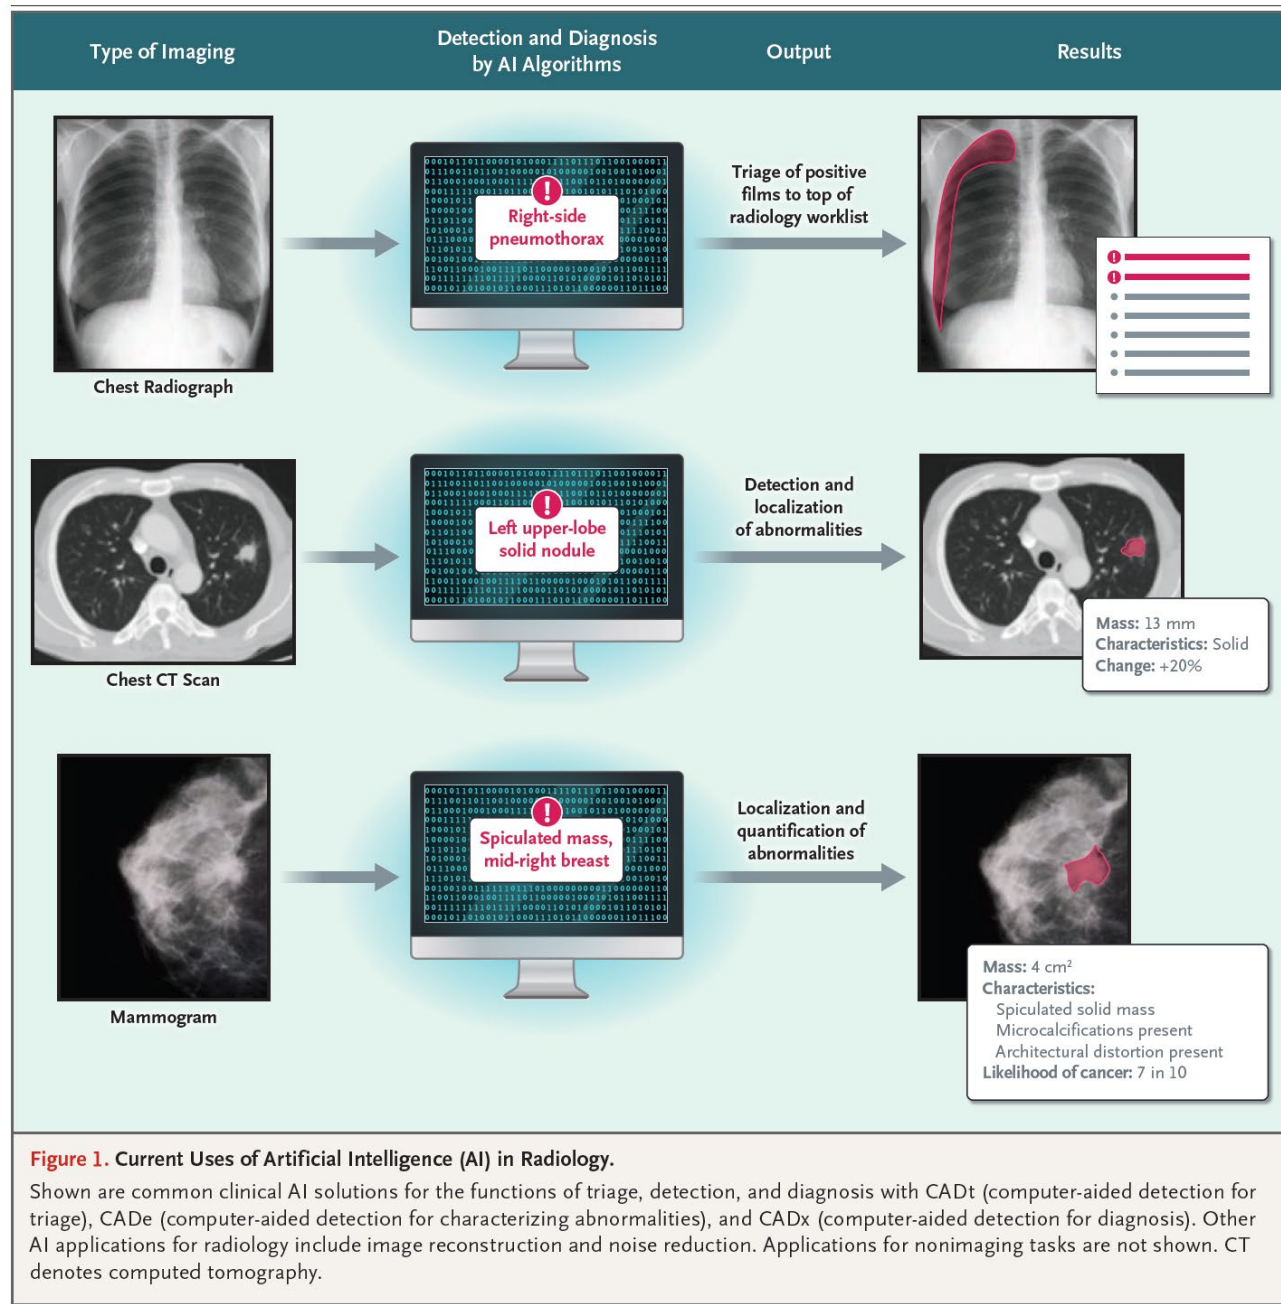 Type of Imaging
Detection and Diagnosis
by AI Algorithms
Output
Results
Right-side
pneumothorax
Triage of positive
films to top of
radiology worklist
Chest Radiograph
Left upper-lobe
solid nodule
Detection and
localization
of abnormalities
Mass: 13 mm
Characteristics: Solid
Change: +20%
Chest CT Scan
Spiculated mass,
mid-right breast
Localization and
quantification of
abnormalities
Mass: 4 cm²
Characteristics:
Spiculated solid mass
Microcalcifications present
Architectural distortion present
Likelihood of cancer: 7 in 10
Mammogram
Figure 1. Current Uses of Artificial Intelligence (AI) in Radiology.
Shown are common clinical AI solutions for the functions of triage, detection, and diagnosis with CADt (computer-aided detection for
triage), CADe (computer-aided detection for characterizing abnormalities), and CADx (computer-aided detection for diagnosis). Other
AI applications for radiology include image reconstruction and noise reduction. Applications for nonimaging tasks are not shown. CT
denotes computed tomography.